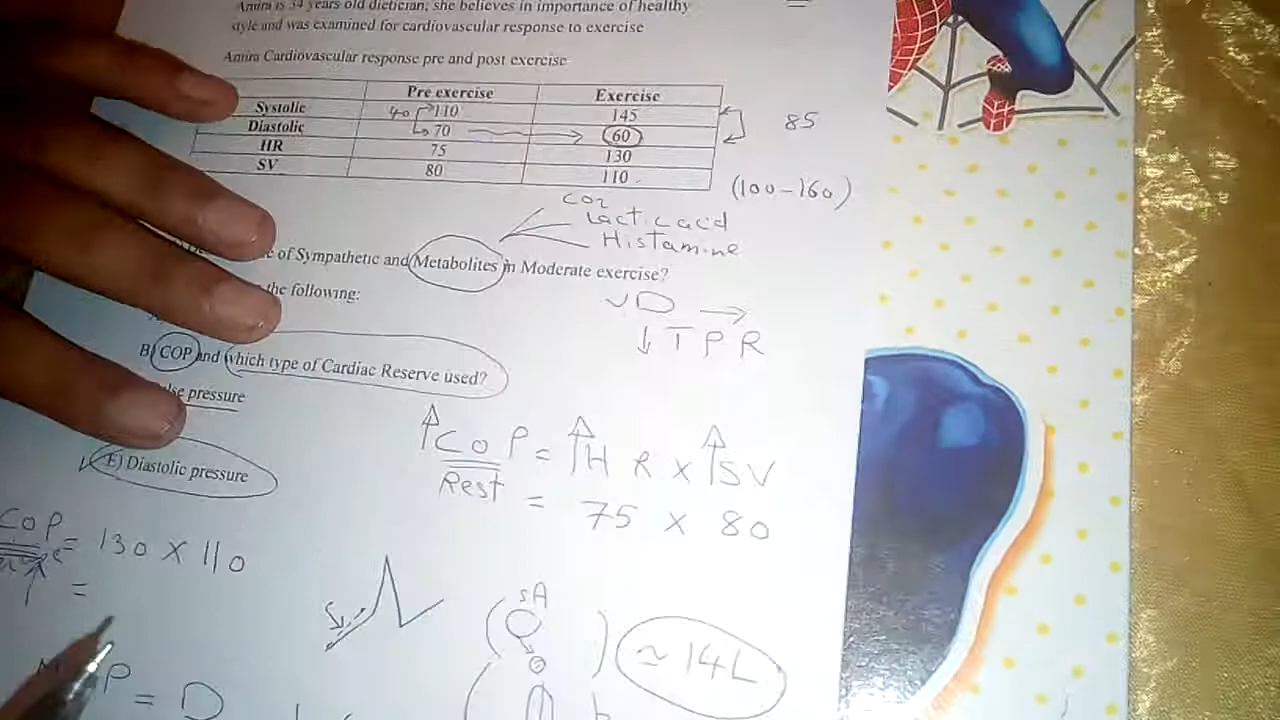 Amira is 34 years old dietician, she believes in importance of healthy
style and was examined for cardiovascular response to exercise
Amira Cardiovascular response pre and post exercise
Pre exercise Exercise
Systolic 40 110 145
Diastolic 70 60
HR 75 130
SV 80 110
85
(100-160)
CO2
Lactic acid
Histamine
of Sympathetic and Metabolites in Moderate exercise?
the following:
VD →
↓ TPR
B) COP and which type of Cardiac Reserve used?
pressure
↑COP = ↑HR x ↑SV
Rest = 75 x 80
E) Diastolic pressure
COP = 130 x 110
=
SA
≃ 14L
P = D